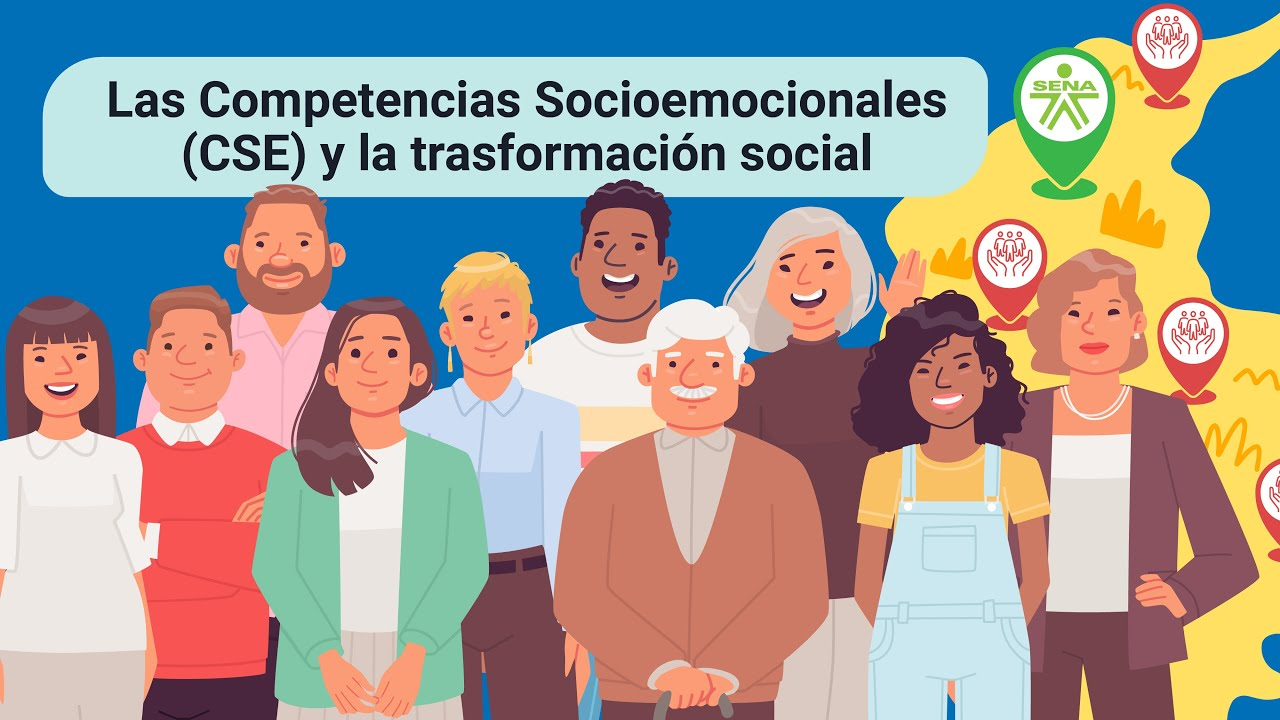 Las Competencias Socioemocionales
(CSE) y la trasformación social
SENA